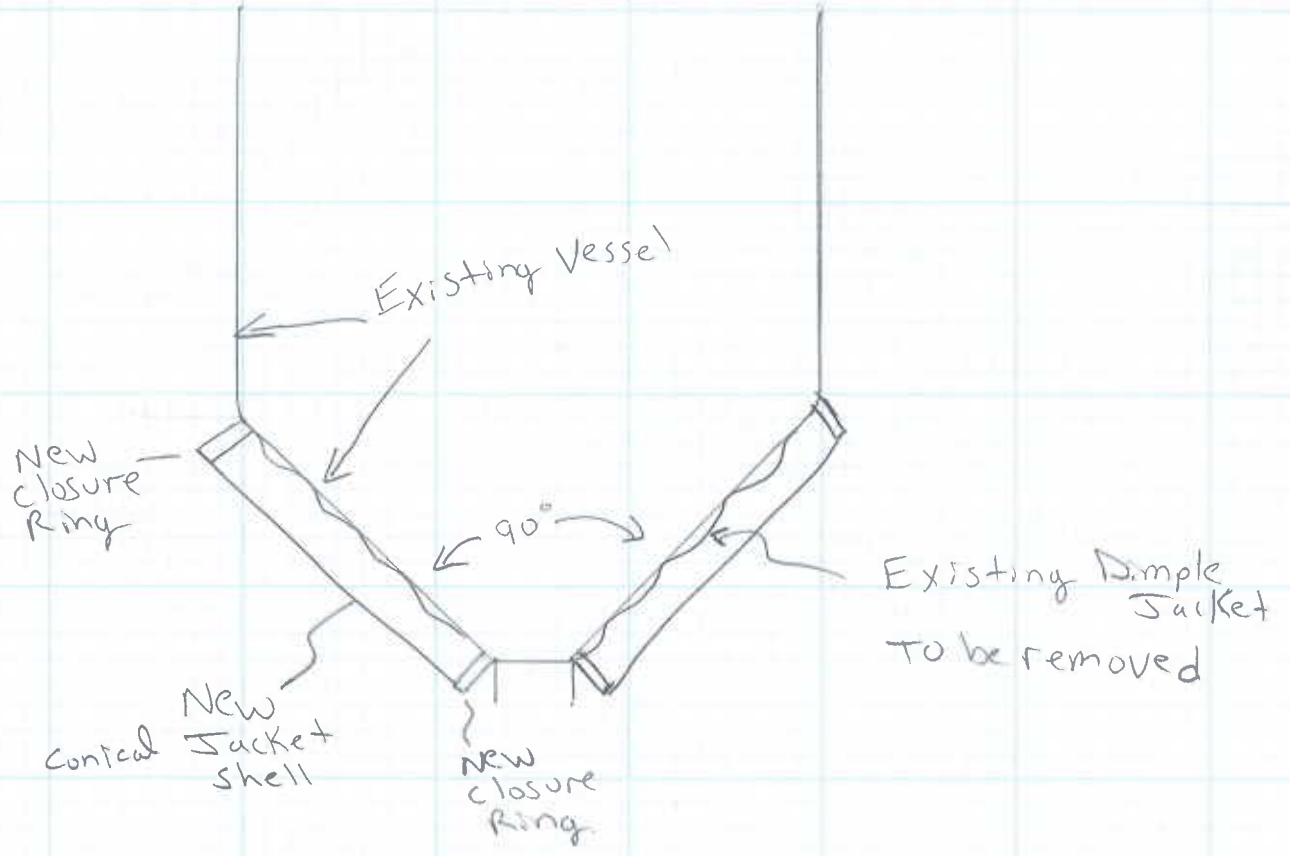 Existing Vessel
New
closure
Ring
90°
Existing Dimple
Jacket
To be removed
New
conical Jacket
shell
New
closure
Ring